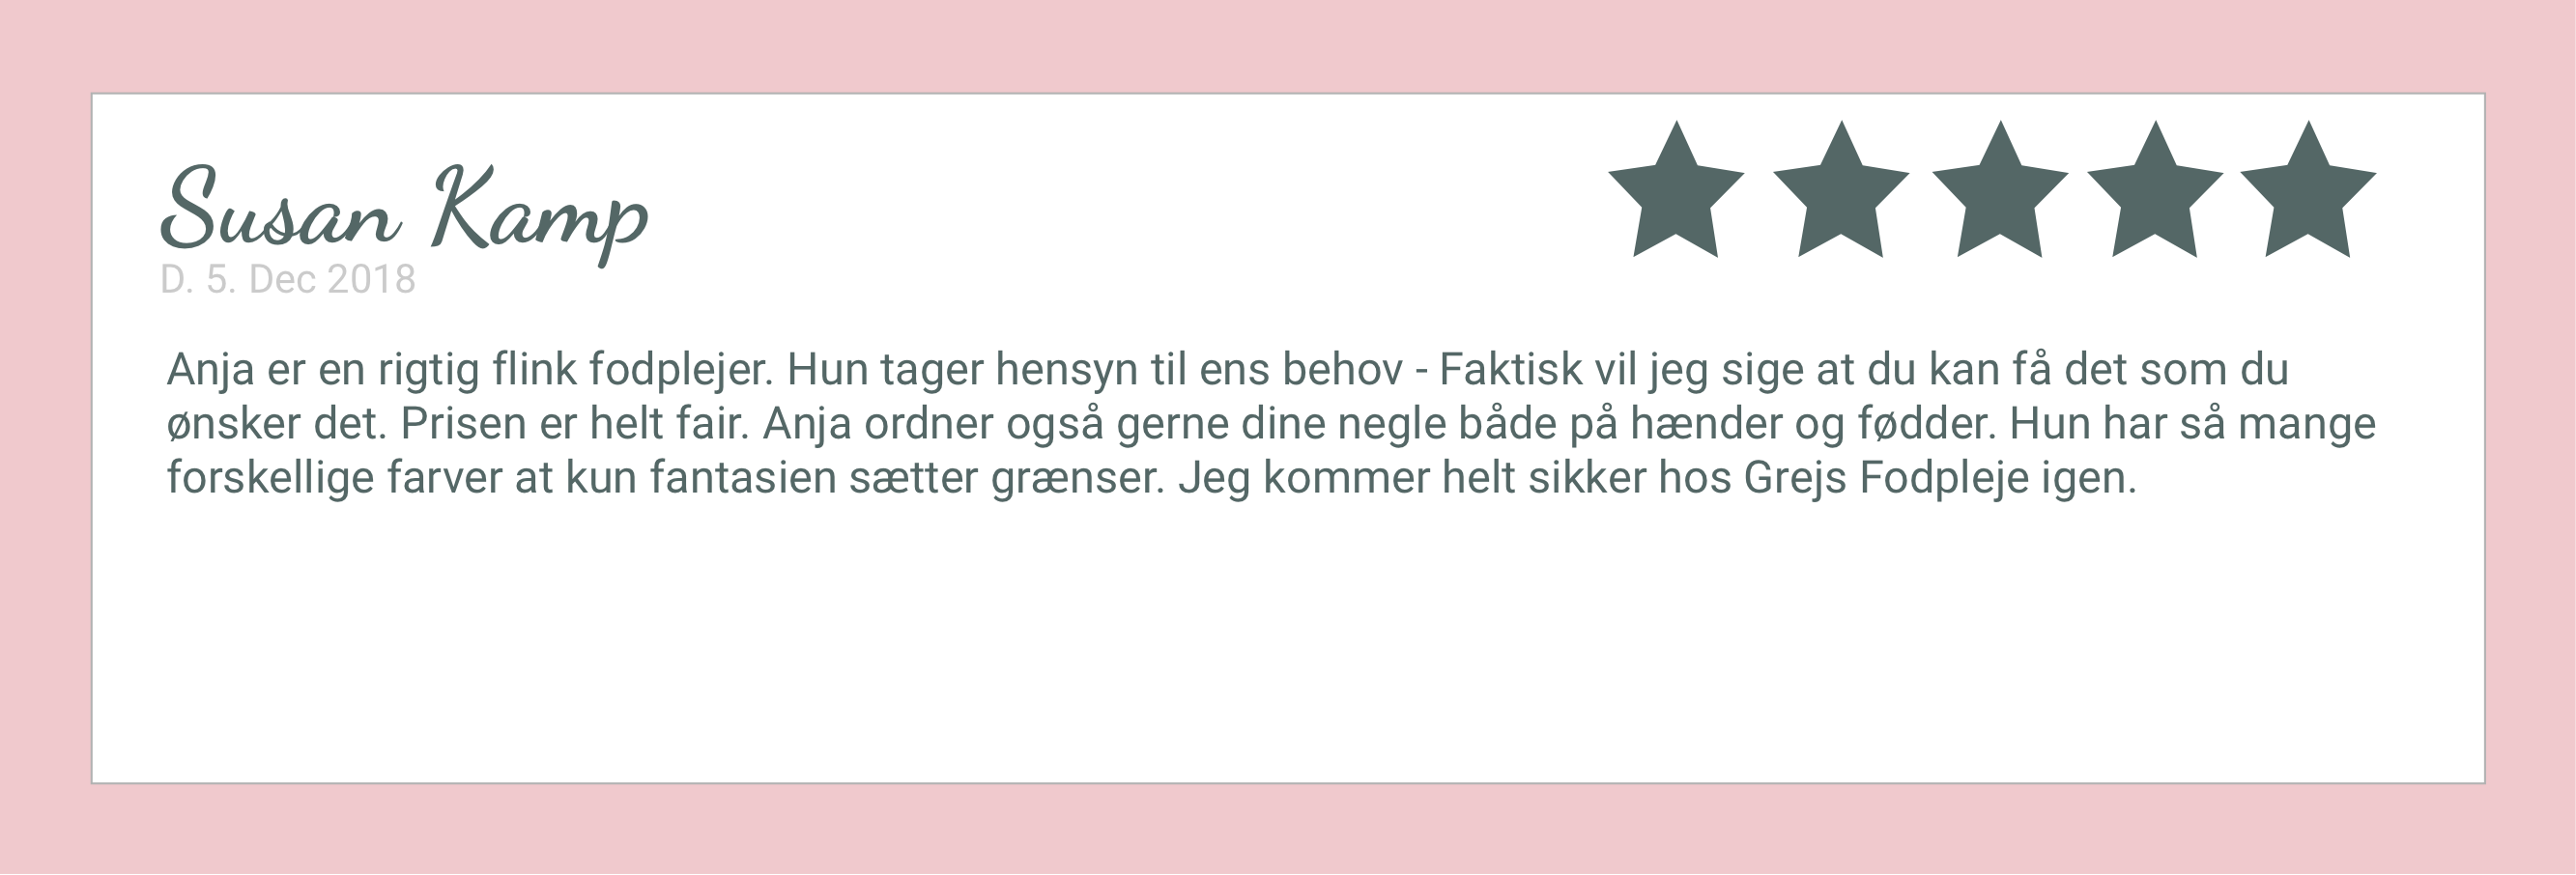 Susan Kamp
D. 5. Dec 2018
Anja er en rigtig flink fodplejer. Hun tager hensyn til ens behov - Faktisk vil jeg sige at du kan få det som du
ønsker det. Prisen er helt fair. Anja ordner også gerne dine negle både på hænder og fødder. Hun har så mange
forskellige farver at kun fantasien sætter grænser. Jeg kommer helt sikker hos Grejs Fodpleje igen.